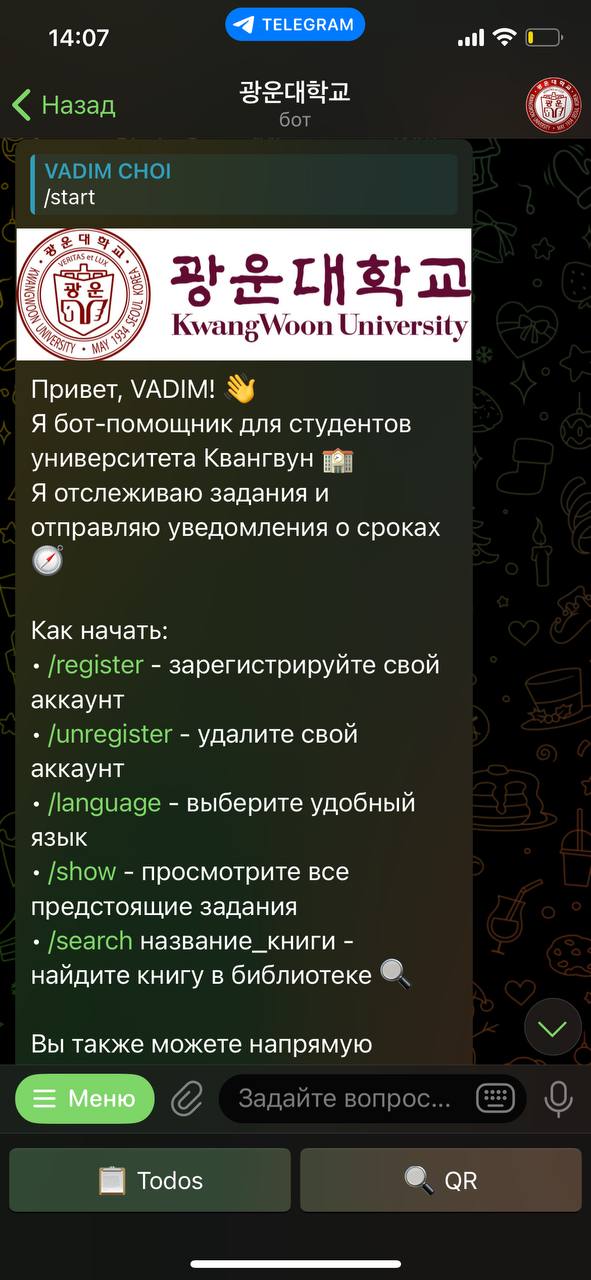 14:07
TELEGRAM
Назад
광운대학교
бот
VADIM CHOI
/start
광운대학교
VERITAS et LUX
광운
KWANGWOON UNIVERSITY • MAY 1934 SEOUL KOREA
광운대학교
KwangWoon University
Привет, VADIM! 👋
Я бот-помощник для студентов
университета Квангвун 🏫
Я отслеживаю задания и
отправляю уведомления о сроках
🧭
Как начать:
• /register - зарегистрируйте свой
аккаунт
• /unregister - удалите свой
аккаунт
• /language - выберите удобный
язык
• /show - просмотрите все
предстоящие задания
• /search название_книги -
найдите книгу в библиотеке 🔍
Вы также можете напрямую
Меню
Задайте вопрос...
📋 Todos
🔍 QR